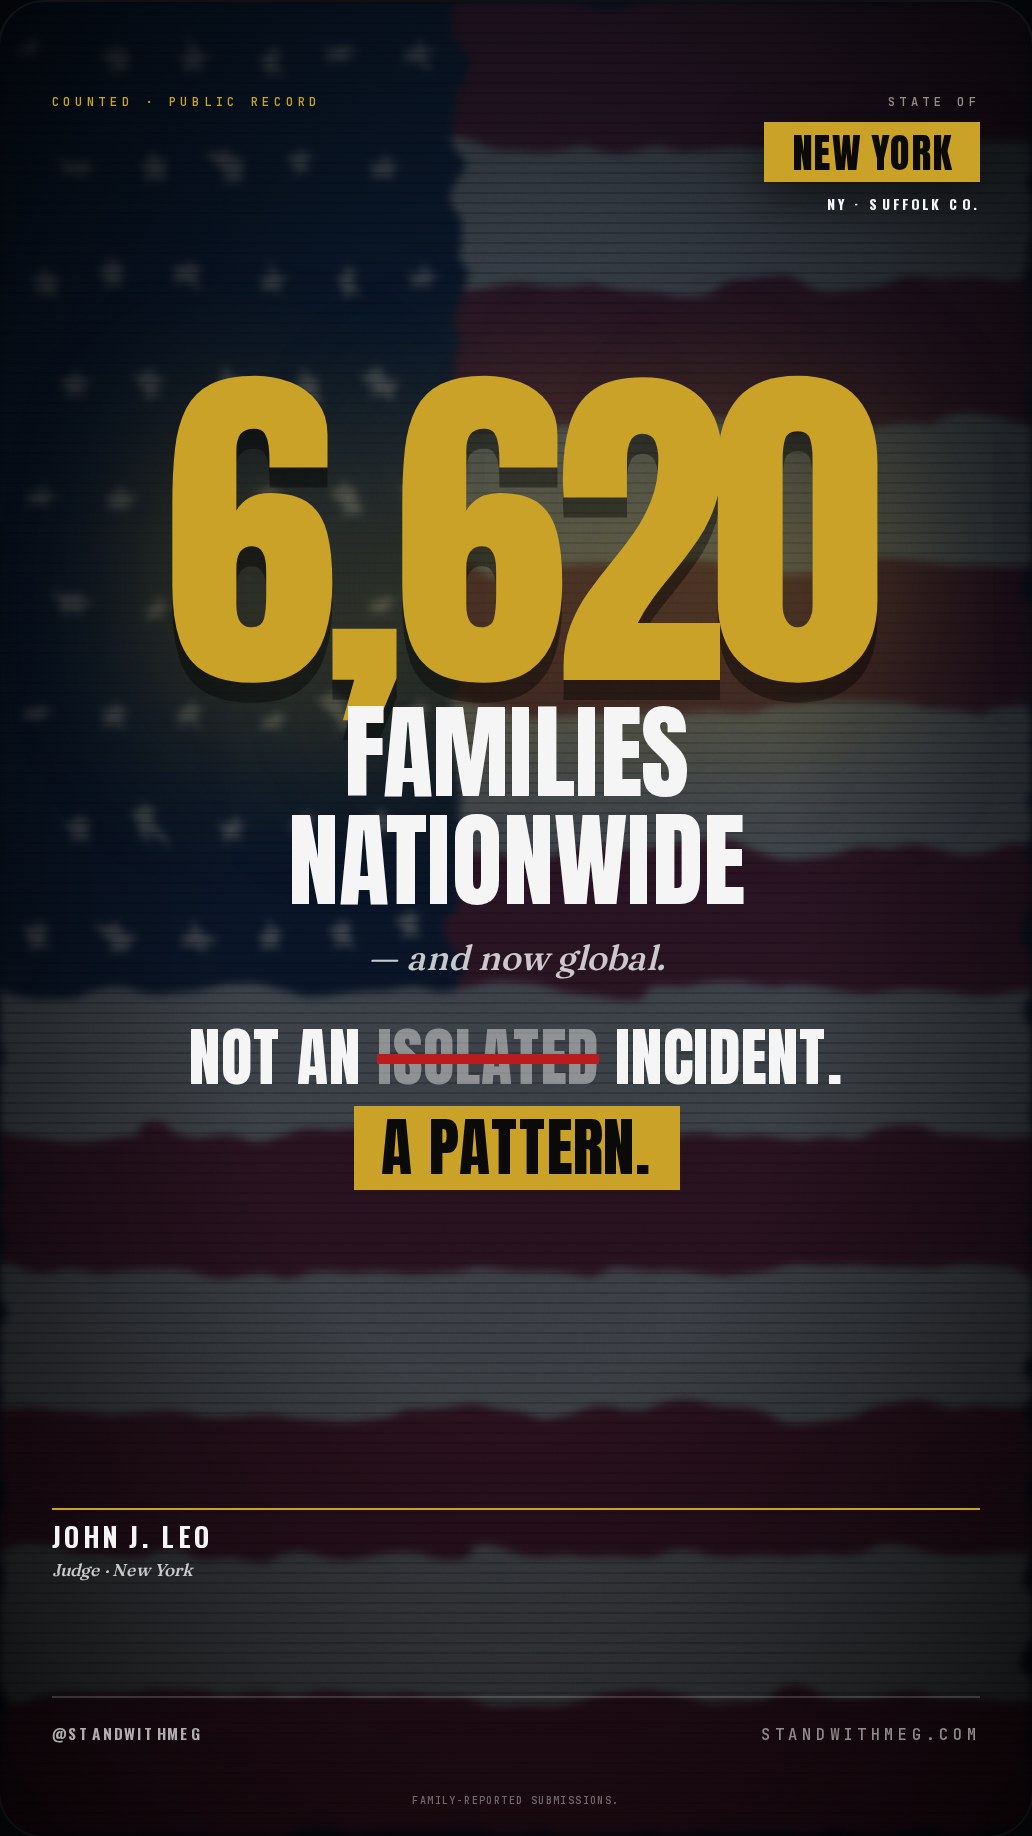 COUNTED · PUBLIC RECORD
STATE OF
NEW YORK
NY · SUFFOLK CO.
6,620
FAMILIES
NATIONWIDE
— and now global.
NOT AN ISOLATED INCIDENT.
A PATTERN.
JOHN J. LEO
Judge · New York
@STANDWITHMEG
STANDWITHMEG.COM
FAMILY-REPORTED SUBMISSIONS.